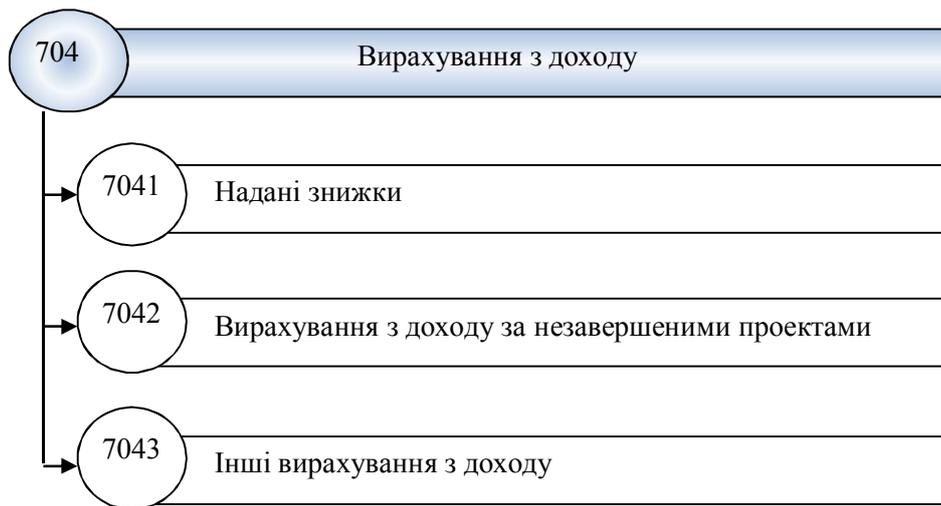 704 Вирахування з доходу
7041 Надані знижки
7042 Вирахування з доходу за незавершеними проектами
7043 Інші вирахування з доходу